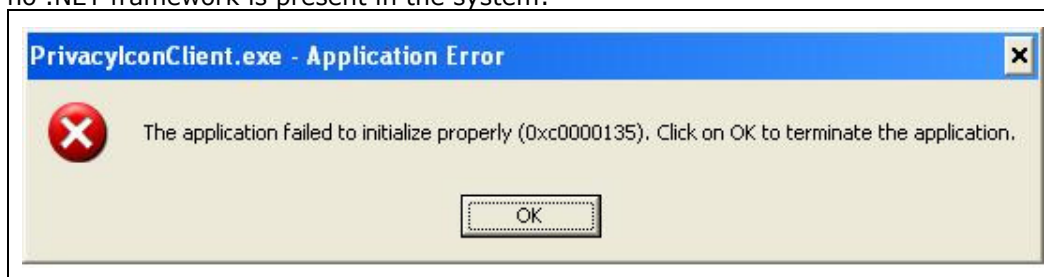 no .NET framework is present in the system.
PrivacyIconClient.exe - Application Error
The application failed to initialize properly (0xc0000135). Click on OK to terminate the application.
OK